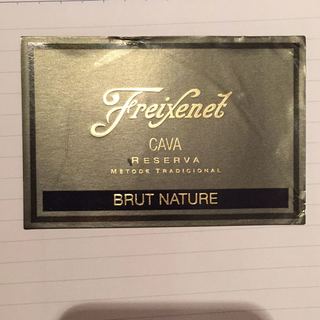 Freixenet
CAVA
RESERVA
METODE TRADICIONAL
BRUT NATURE